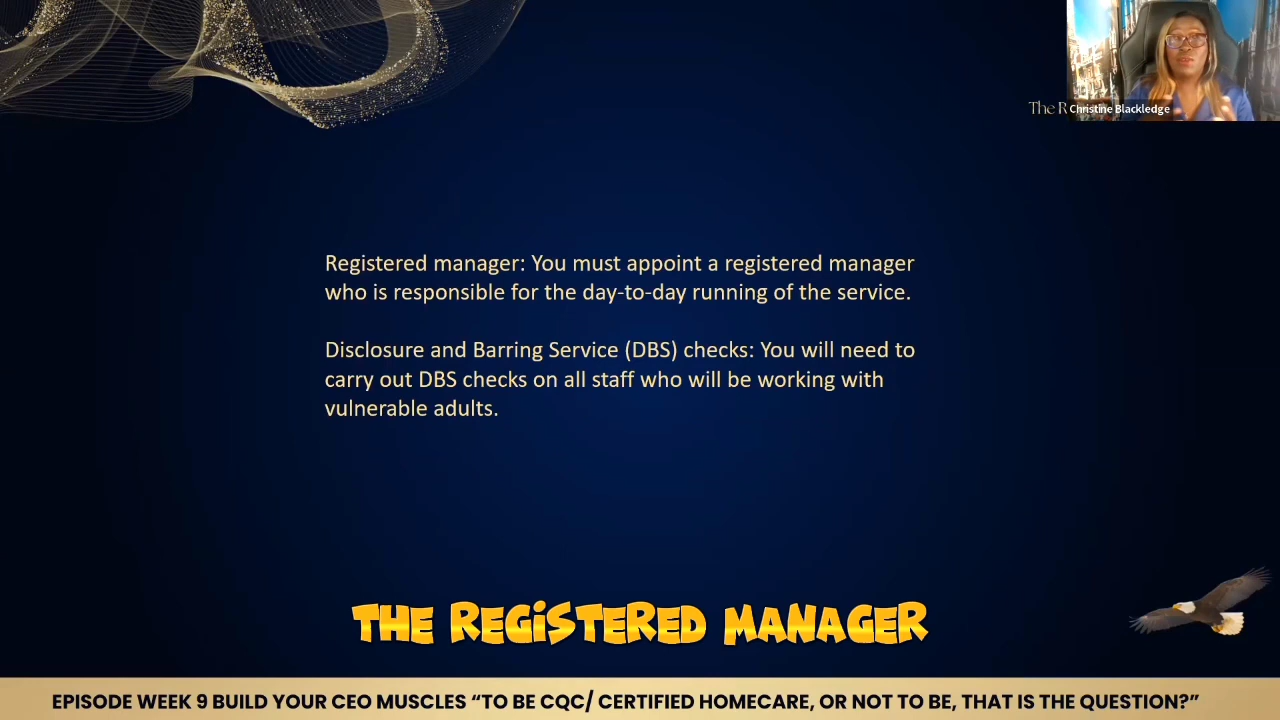 The R
Christine Blackledge
Registered manager: You must appoint a registered manager
who is responsible for the day-to-day running of the service.
Disclosure and Barring Service (DBS) checks: You will need to
carry out DBS checks on all staff who will be working with
vulnerable adults.
THE REGiSTERED MANAGER
EPISODE WEEK 9 BUILD YOUR CEO MUSCLES “TO BE CQC/ CERTIFIED HOMECARE, OR NOT TO BE, THAT IS THE QUESTION?”